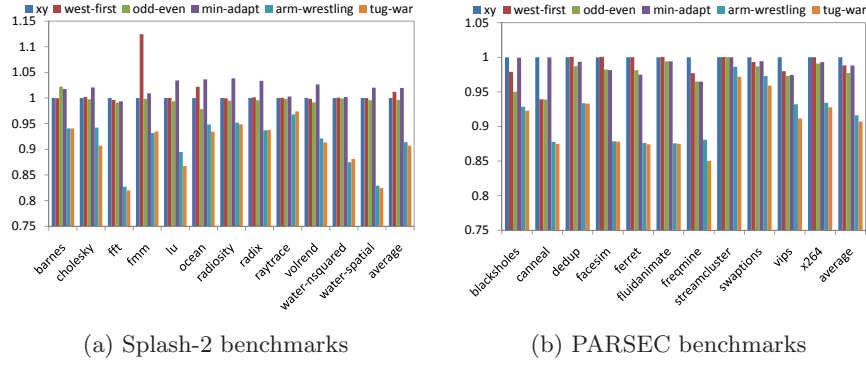 xy west-first odd-even min-adapt arm-wrestling tug-war
1.15
1.1
1.05
1
0.95
0.9
0.85
0.8
0.75
barnes
cholesky
fft
fmm
lu
ocean
radiosity
radix
raytrace
volrend
water-nsquared
water-spatial
average
(a) Splash-2 benchmarks
xy west-first odd-even min-adapt arm-wrestling tug-war
1.05
1
0.95
0.9
0.85
0.8
0.75
blacksholes
canneal
dedup
facesim
ferret
fluidanimate
freqmine
streamcluster
swaptions
vips
x264
average
(b) PARSEC benchmarks